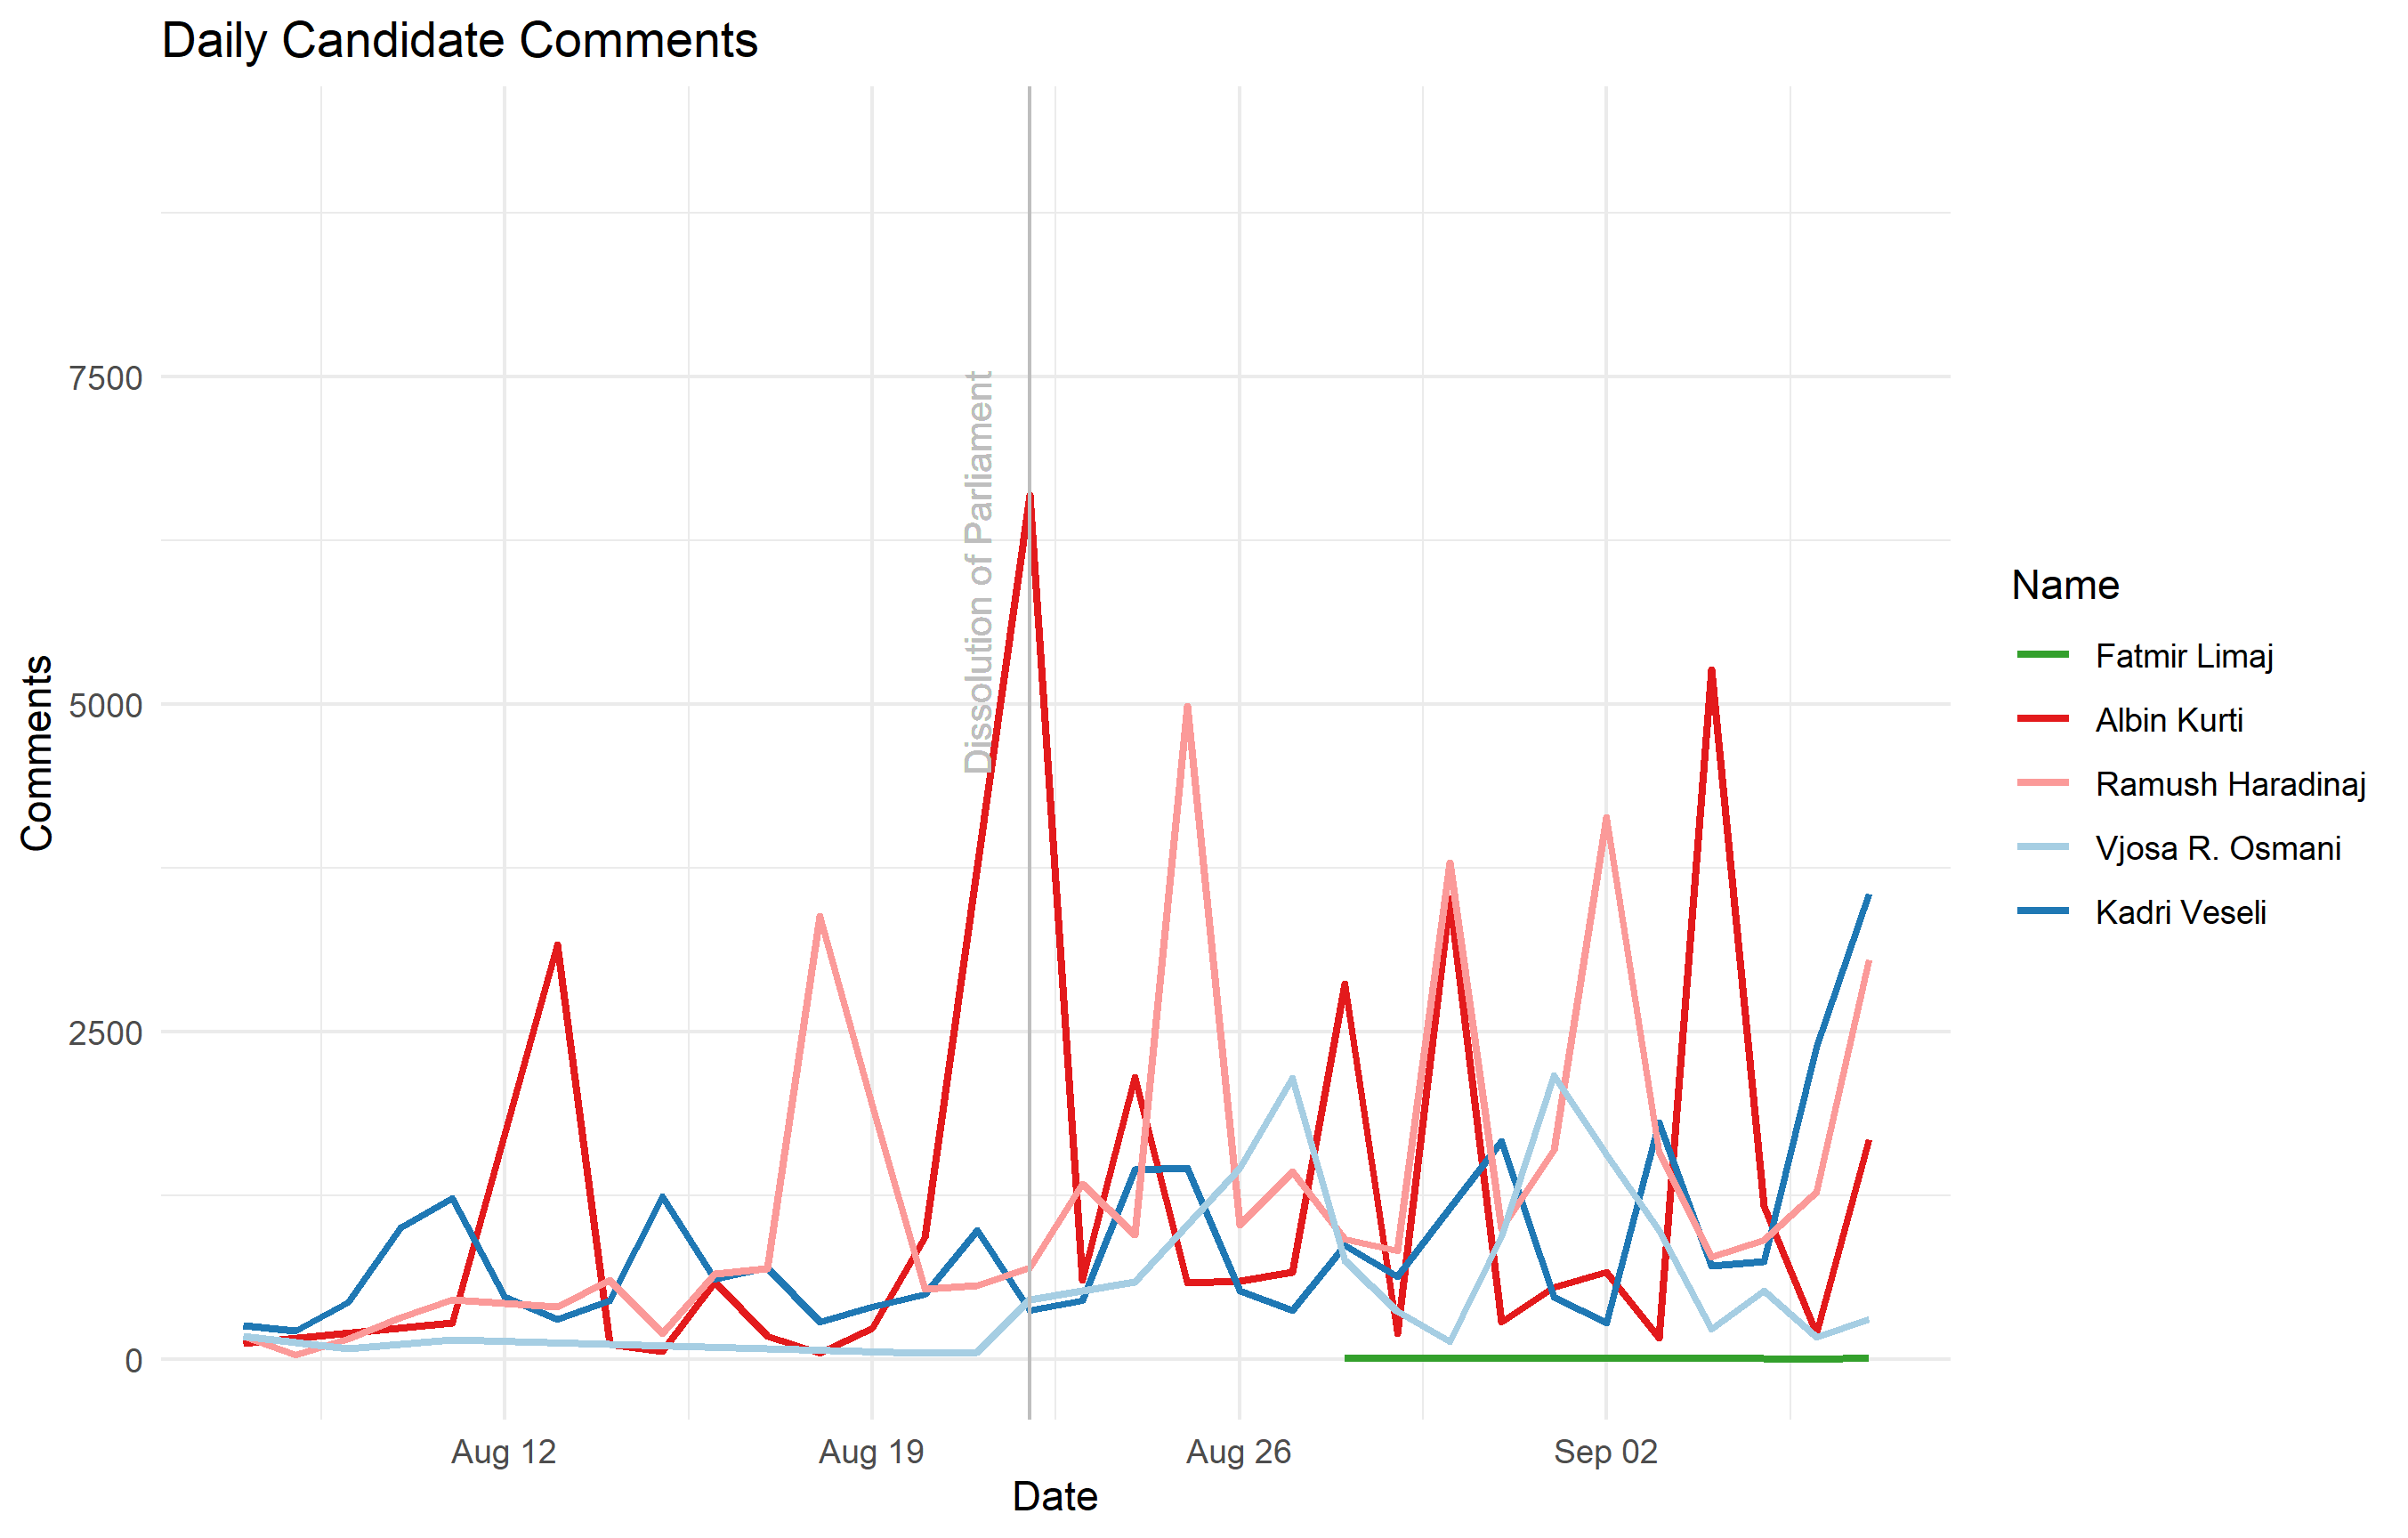 Daily Candidate Comments
Comments
7500
5000
2500
0
Dissolution of Parliament
Aug 12
Aug 19
Aug 26
Sep 02
Date
Name
Fatmir Limaj
Albin Kurti
Ramush Haradinaj
Vjosa R. Osmani
Kadri Veseli